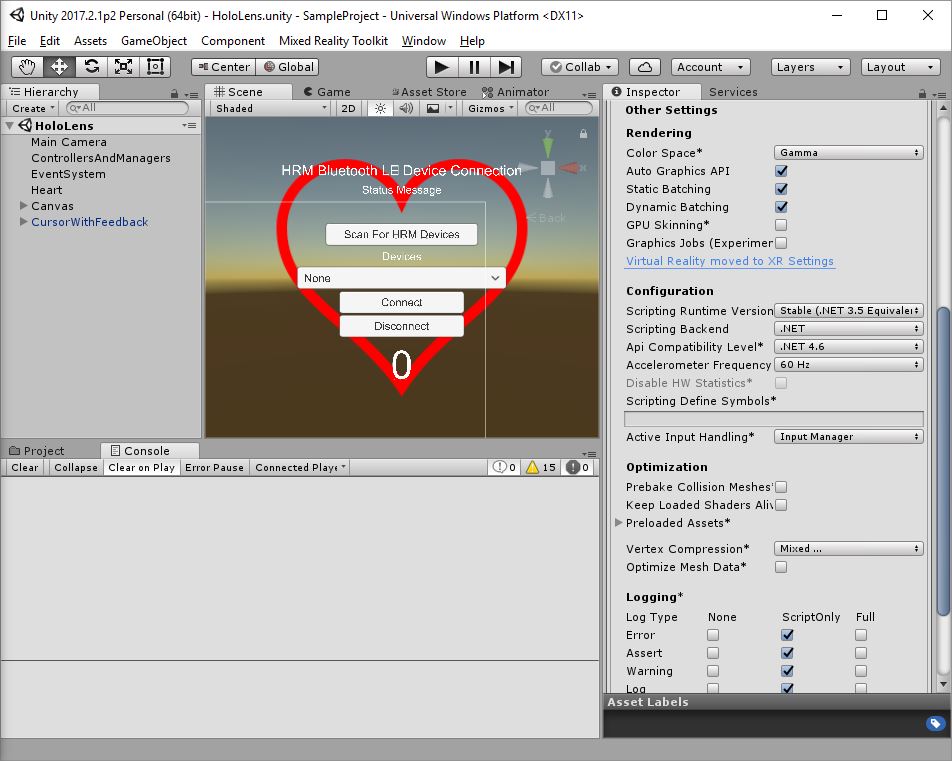 Unity 2017.2.1p2 Personal (64bit) - HoloLens.unity - SampleProject - Universal Windows Platform <DX11>
File Edit Assets GameObject Component Mixed Reality Toolkit Window Help
Center Global Collab Account Layers Layout
Hierarchy
Create All
HoloLens
Main Camera
ControllersAndManagers
EventSystem
Heart
Canvas
CursorWithFeedback
Scene Game Asset Store Animator
Shaded 2D Gizmos All
y
x
Back
HRM Bluetooth LE Device Connection
Status Message
Scan For HRM Devices
Devices
None
Connect
Disconnect
0
Project Console
Clear Collapse Clear on Play Error Pause Connected Playe 0 15 0
Inspector Services
Other Settings
Rendering
Color Space* Gamma
Auto Graphics API
Static Batching
Dynamic Batching
GPU Skinning*
Graphics Jobs (Experimen
Virtual Reality moved to XR Settings
Configuration
Scripting Runtime Version Stable (.NET 3.5 Equivalen
Scripting Backend .NET
Api Compatibility Level* .NET 4.6
Accelerometer Frequency 60 Hz
Disable HW Statistics*
Scripting Define Symbols*
Active Input Handling* Input Manager
Optimization
Prebake Collision Meshes*
Keep Loaded Shaders Aliv
Preloaded Assets*
Vertex Compression* Mixed ...
Optimize Mesh Data*
Logging*
Log Type None ScriptOnly Full
Error
Assert
Warning
Log
Asset Labels